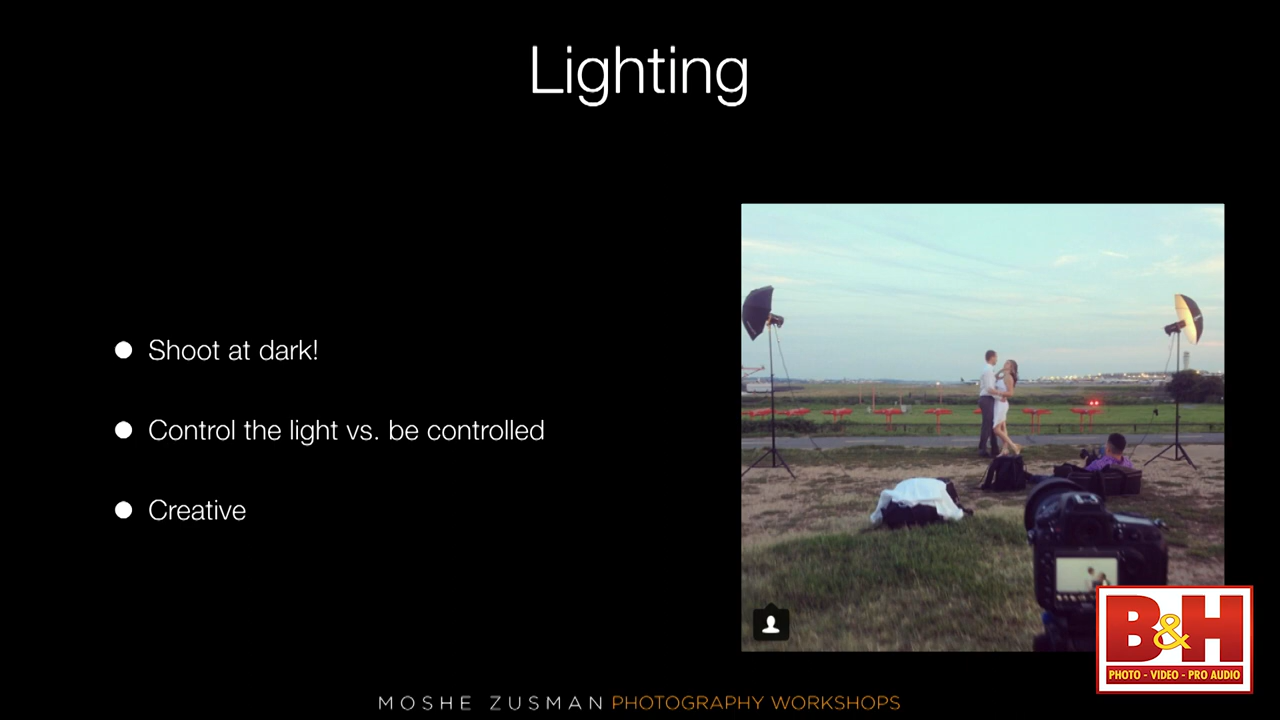 Lighting
Shoot at dark!
Control the light vs. be controlled
Creative
B&H
PHOTO - VIDEO - PRO AUDIO
MOSHE ZUSMAN PHOTOGRAPHY WORKSHOPS